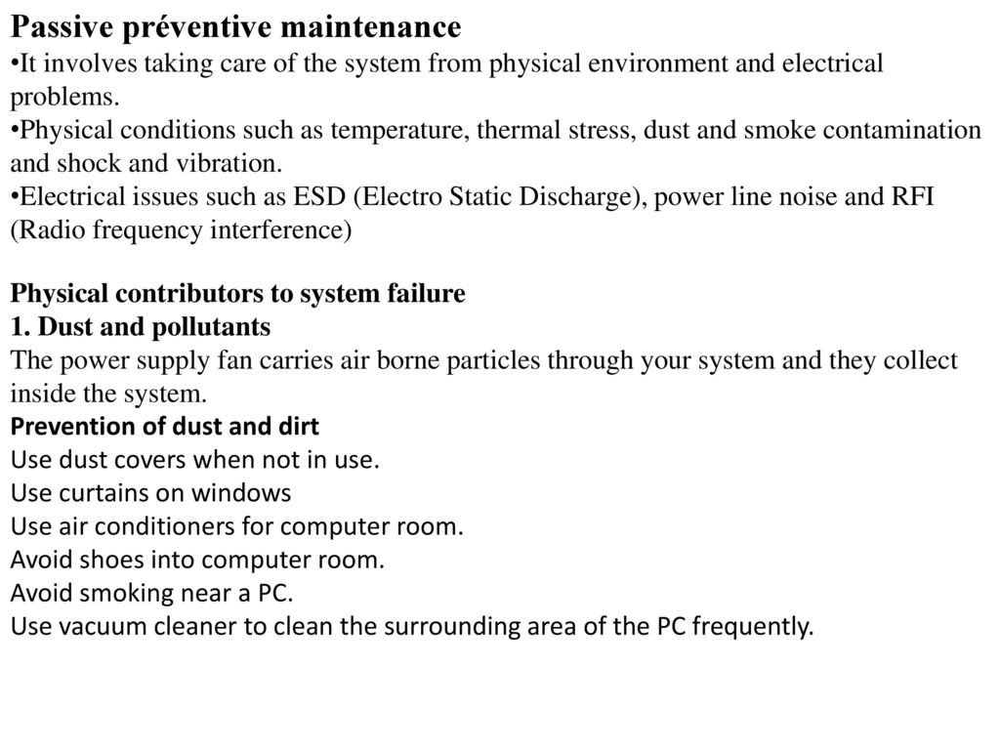 Passive préventive maintenance
•It involves taking care of the system from physical environment and electrical
problems.
•Physical conditions such as temperature, thermal stress, dust and smoke contamination
and shock and vibration.
•Electrical issues such as ESD (Electro Static Discharge), power line noise and RFI
(Radio frequency interference)
Physical contributors to system failure
1. Dust and pollutants
The power supply fan carries air borne particles through your system and they collect
inside the system.
Prevention of dust and dirt
Use dust covers when not in use.
Use curtains on windows
Use air conditioners for computer room.
Avoid shoes into computer room.
Avoid smoking near a PC.
Use vacuum cleaner to clean the surrounding area of the PC frequently.